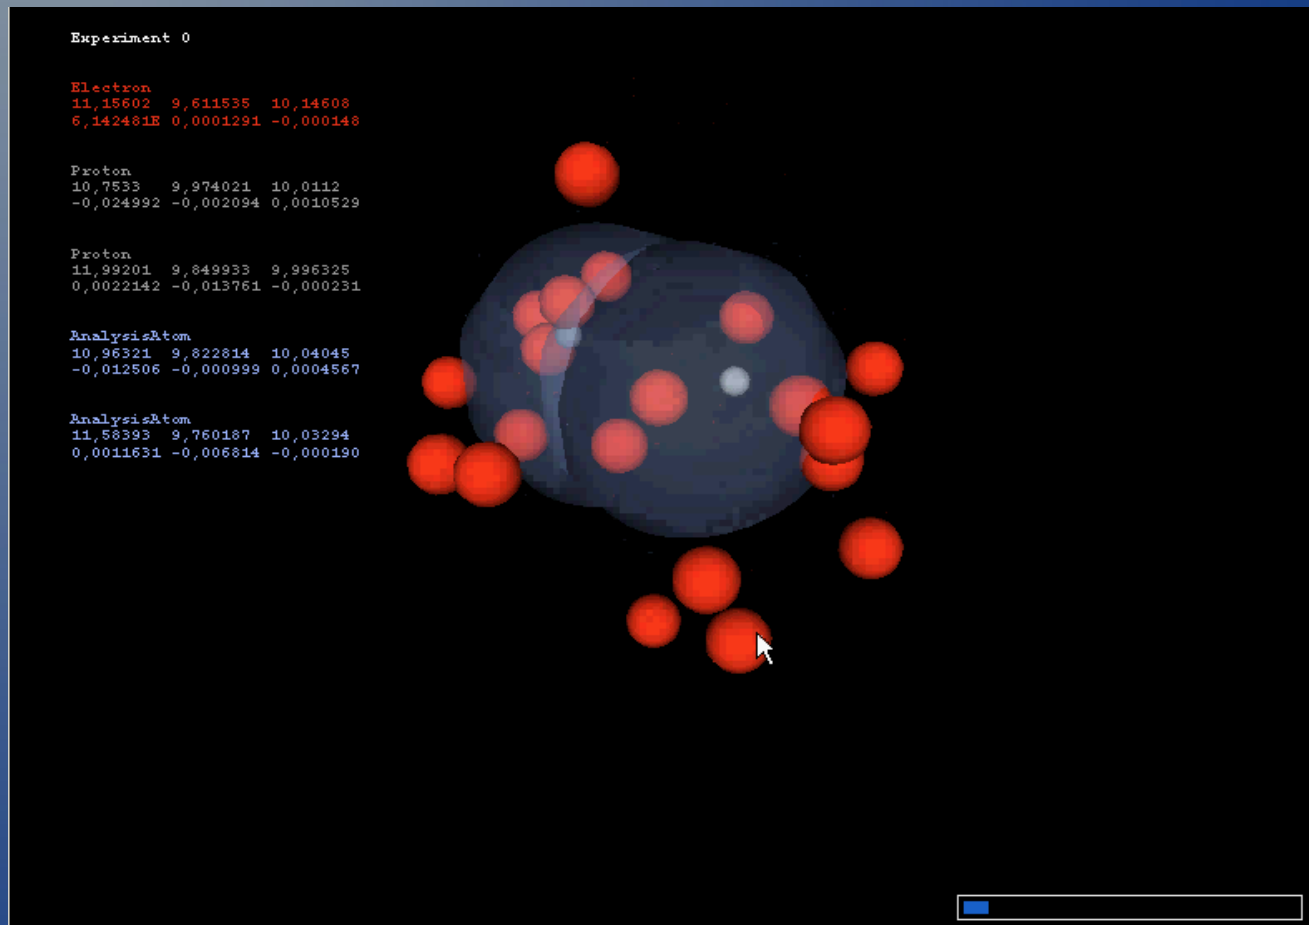 Experiment 0
Electron
11,15602 9,611535 10,14608
6,142481E 0,0001291 -0,000148
Proton
10,7533 9,974021 10,0112
-0,024992 -0,002094 0,0010529
Proton
11,99201 9,849933 9,996325
0,0022142 -0,013761 -0,000231
AnalysisAtom
10,96321 9,822814 10,04045
-0,012506 -0,000999 0,0004567
AnalysisAtom
11,58393 9,760187 10,03294
0,0011631 -0,006814 -0,000190